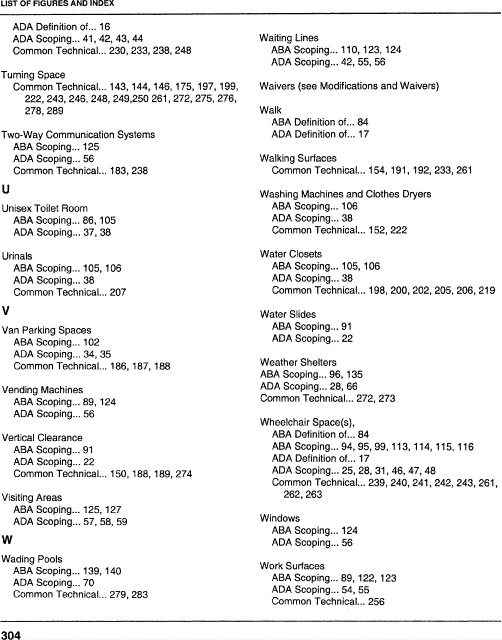 LIST OF FIGURES AND INDEX
ADA Definition of... 16
ADA Scoping... 41, 42, 43, 44
Common Technical... 230, 233, 238, 248
Turning Space
Common Technical... 143, 144, 146, 175, 197, 199,
222, 243, 246, 248, 249,250 261, 272, 275, 276,
278, 289
Two-Way Communication Systems
ABA Scoping... 125
ADA Scoping... 56
Common Technical... 183, 238
U
Unisex Toilet Room
ABA Scoping... 86, 105
ADA Scoping... 37, 38
Urinals
ABA Scoping... 105, 106
ADA Scoping... 38
Common Technical... 207
V
Van Parking Spaces
ABA Scoping... 102
ADA Scoping... 34, 35
Common Technical... 186, 187, 188
Vending Machines
ABA Scoping... 89, 124
ADA Scoping... 56
Vertical Clearance
ABA Scoping... 91
ADA Scoping... 22
Common Technical... 150, 188, 189, 274
Visiting Areas
ABA Scoping... 125, 127
ADA Scoping... 57, 58, 59
W
Wading Pools
ABA Scoping... 139, 140
ADA Scoping... 70
Common Technical... 279, 283
Waiting Lines
ABA Scoping... 110, 123, 124
ADA Scoping... 42, 55, 56
Waivers (see Modifications and Waivers)
Walk
ABA Definition of... 84
ADA Definition of... 17
Walking Surfaces
Common Technical... 154, 191, 192, 233, 261
Washing Machines and Clothes Dryers
ABA Scoping... 106
ADA Scoping... 38
Common Technical... 152, 222
Water Closets
ABA Scoping... 105, 106
ADA Scoping... 38
Common Technical... 198, 200, 202, 205, 206, 219
Water Slides
ABA Scoping... 91
ADA Scoping... 22
Weather Shelters
ABA Scoping... 96, 135
ADA Scoping... 28, 66
Common Technical... 272, 273
Wheelchair Space(s),
ABA Definition of... 84
ABA Scoping... 94, 95, 99, 113, 114, 115, 116
ADA Definition of... 17
ADA Scoping... 25, 28, 31, 46, 47, 48
Common Technical... 239, 240, 241, 242, 243, 261,
262, 263
Windows
ABA Scoping... 124
ADA Scoping... 56
Work Surfaces
ABA Scoping... 89, 122, 123
ADA Scoping... 54, 55
Common Technical... 256
304